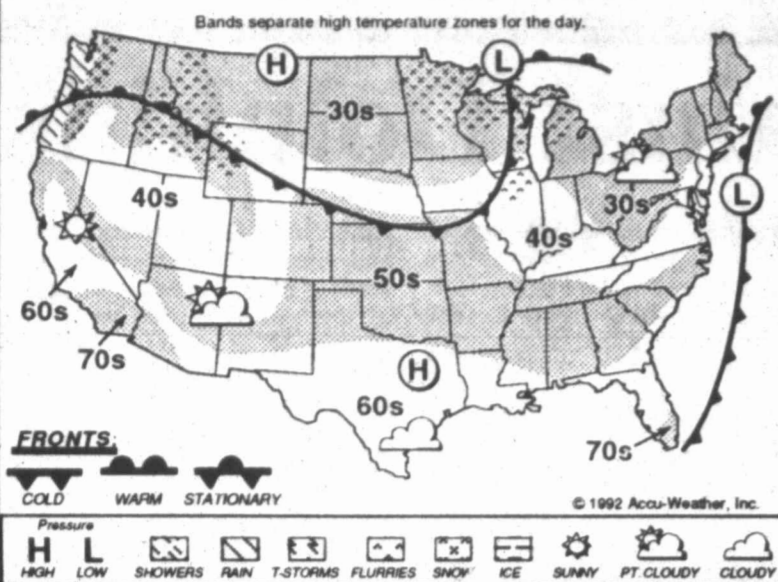 Bands separate high temperature zones for the day.
H
L
30s
40s
30s
L
40s
50s
60s
70s
H
60s
70s
FRONTS:
COLD WARM STATIONARY
© 1992 Accu-Weather, Inc.
Pressure
H L
HIGH LOW SHOWERS RAIN T-STORMS FLURRIES SNOW ICE SUNNY PT. CLOUDY CLOUDY